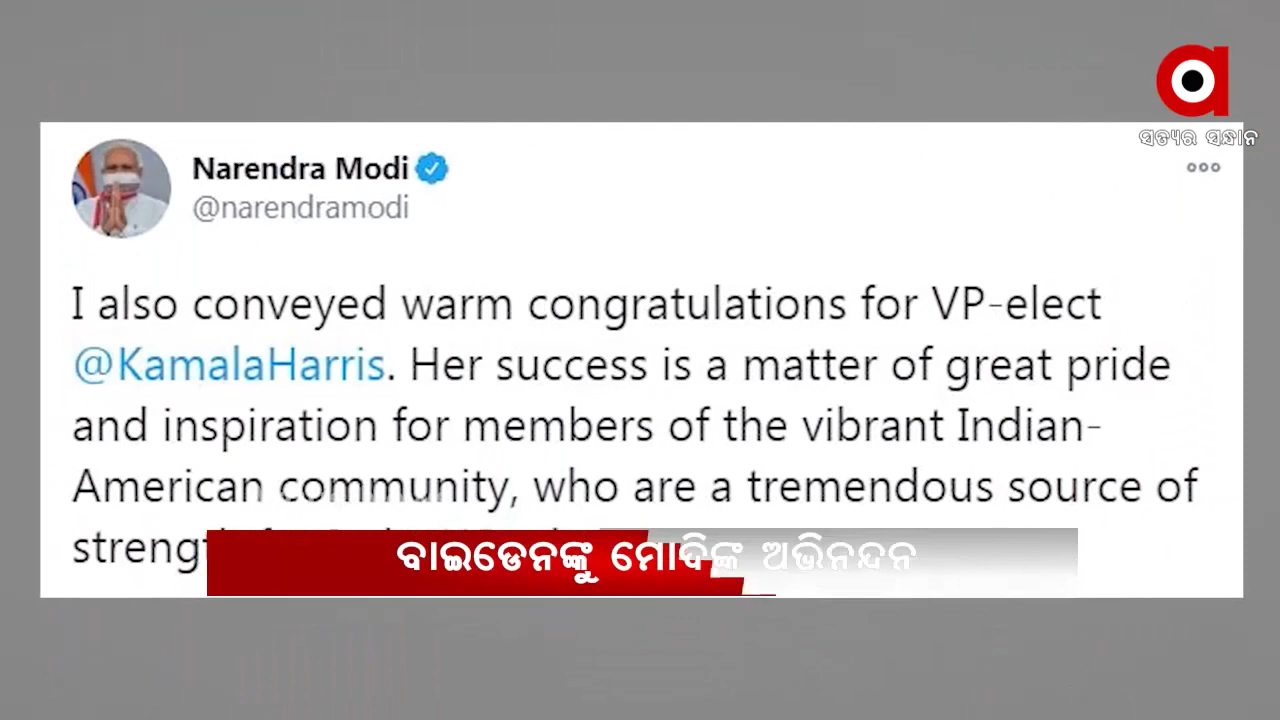 ସତ୍ୟର ସନ୍ଧାନ
Narendra Modi
@narendramodi
I also conveyed warm congratulations for VP-elect
@KamalaHarris. Her success is a matter of great pride
and inspiration for members of the vibrant Indian-
American community, who are a tremendous source of
ବାଇଡେନଙ୍କୁ ମୋଦିଙ୍କ ଅଭିନନ୍ଦନ